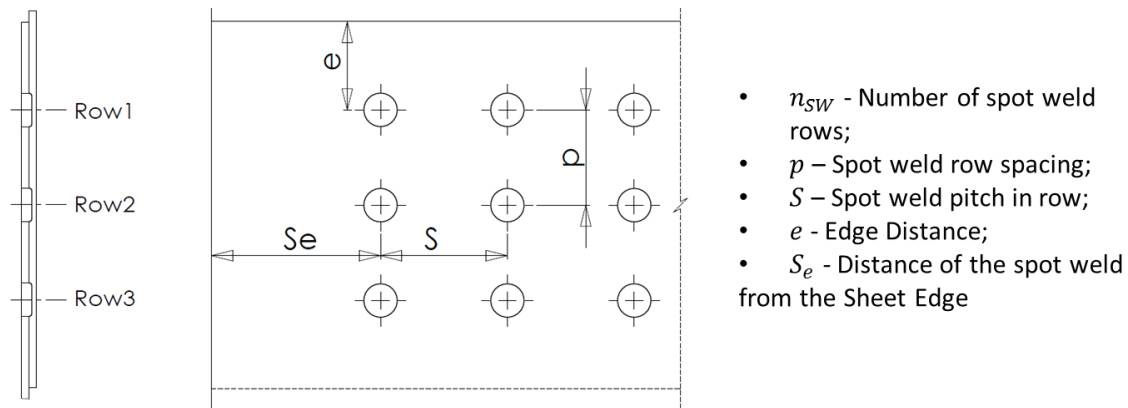 Row1
Row2
Row3
e
p
Se
S
• n_SW - Number of spot weld
rows;
• p – Spot weld row spacing;
• S – Spot weld pitch in row;
• e - Edge Distance;
• S_e - Distance of the spot weld
from the Sheet Edge